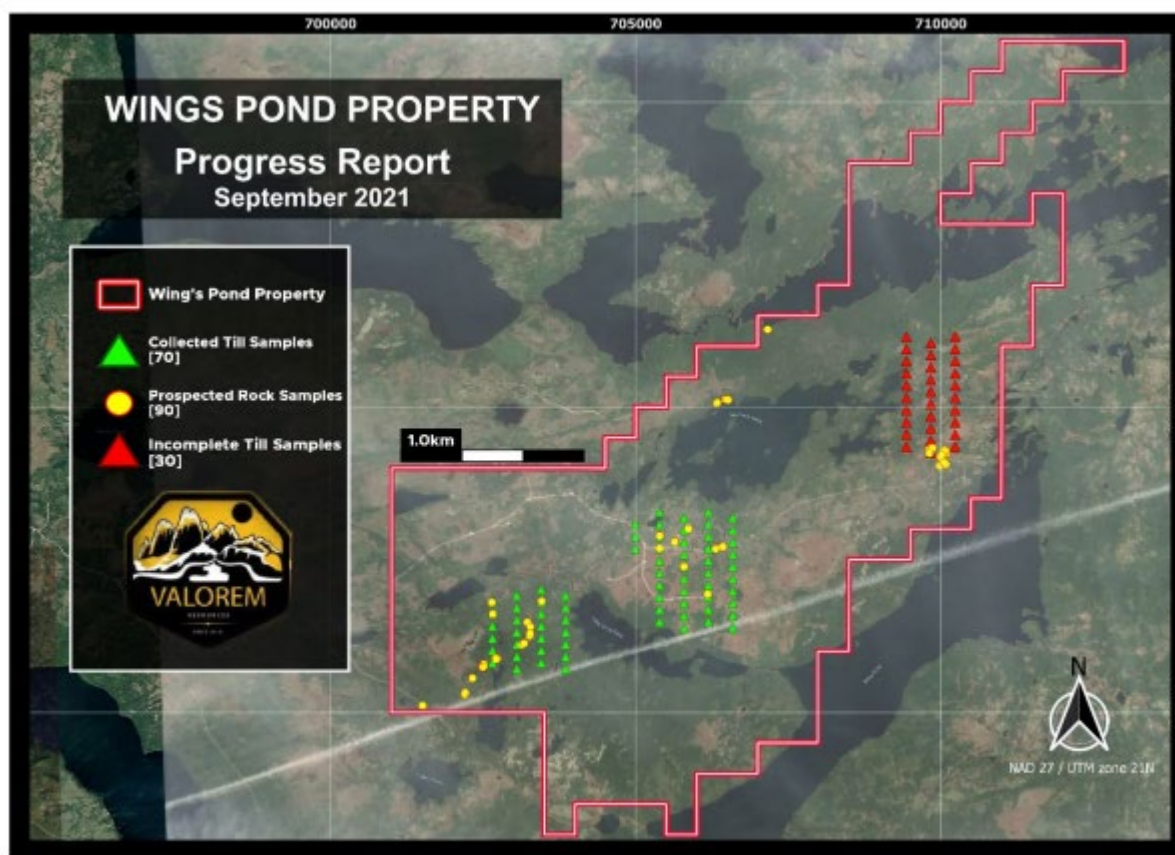 700000 705000 710000
WINGS POND PROPERTY
Progress Report
September 2021
Wing's Pond Property
Collected Till Samples
[70]
Prospected Rock Samples
[90]
Incomplete Till Samples
[30]
1.0km
VALOREM
N
NAD 27 / UTM zone 21N